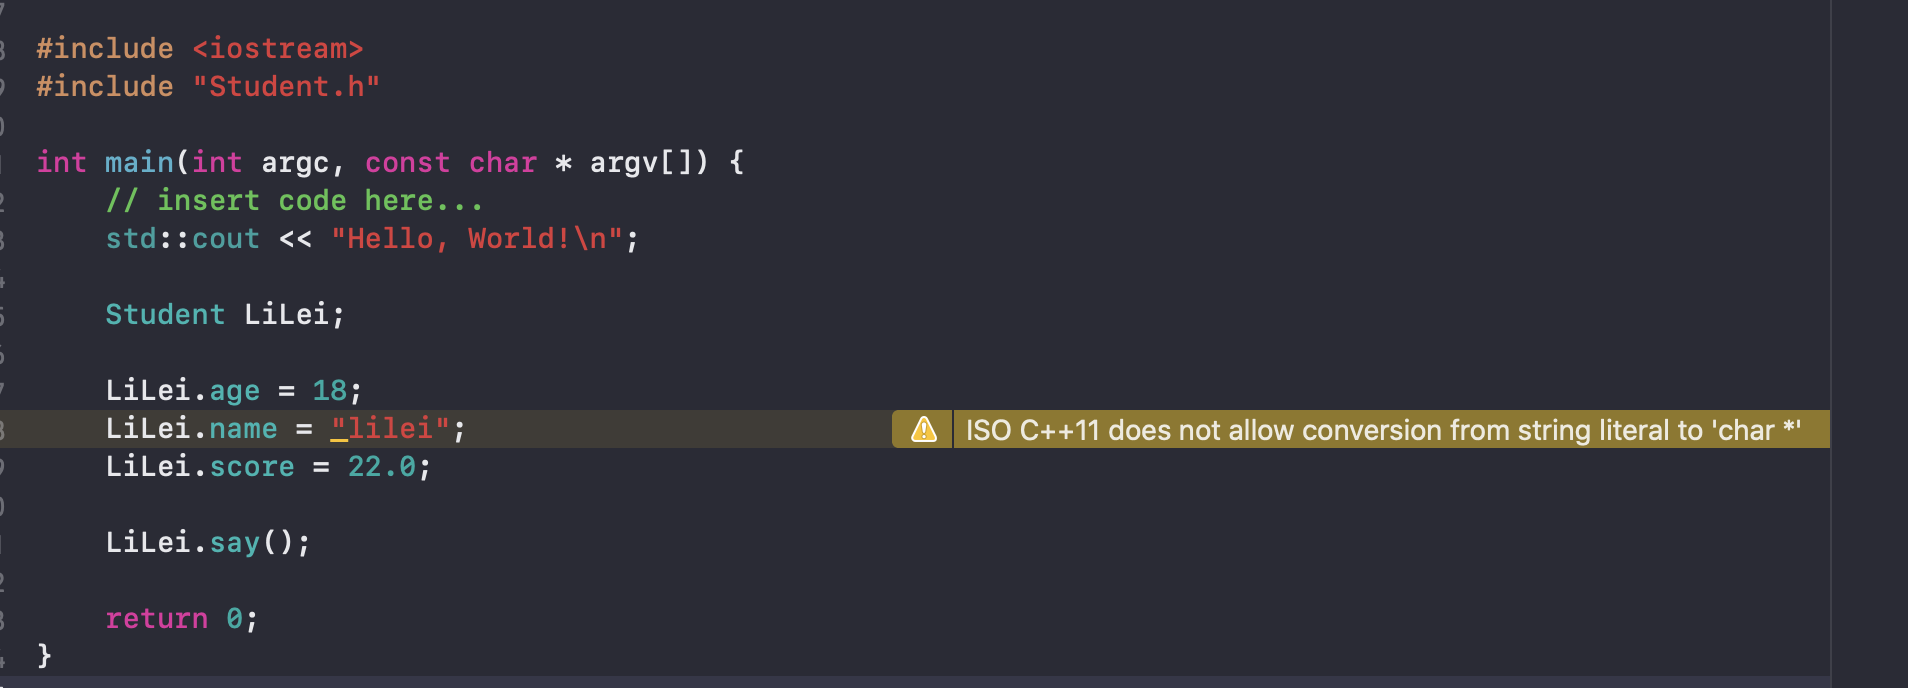 #include <iostream>
#include "Student.h"
int main(int argc, const char * argv[]) {
// insert code here...
std::cout << "Hello, World!\n";
Student LiLei;
LiLei.age = 18;
LiLei.name = "lilei"; ISO C++11 does not allow conversion from string literal to 'char *'
LiLei.score = 22.0;
LiLei.say();
return 0;
}